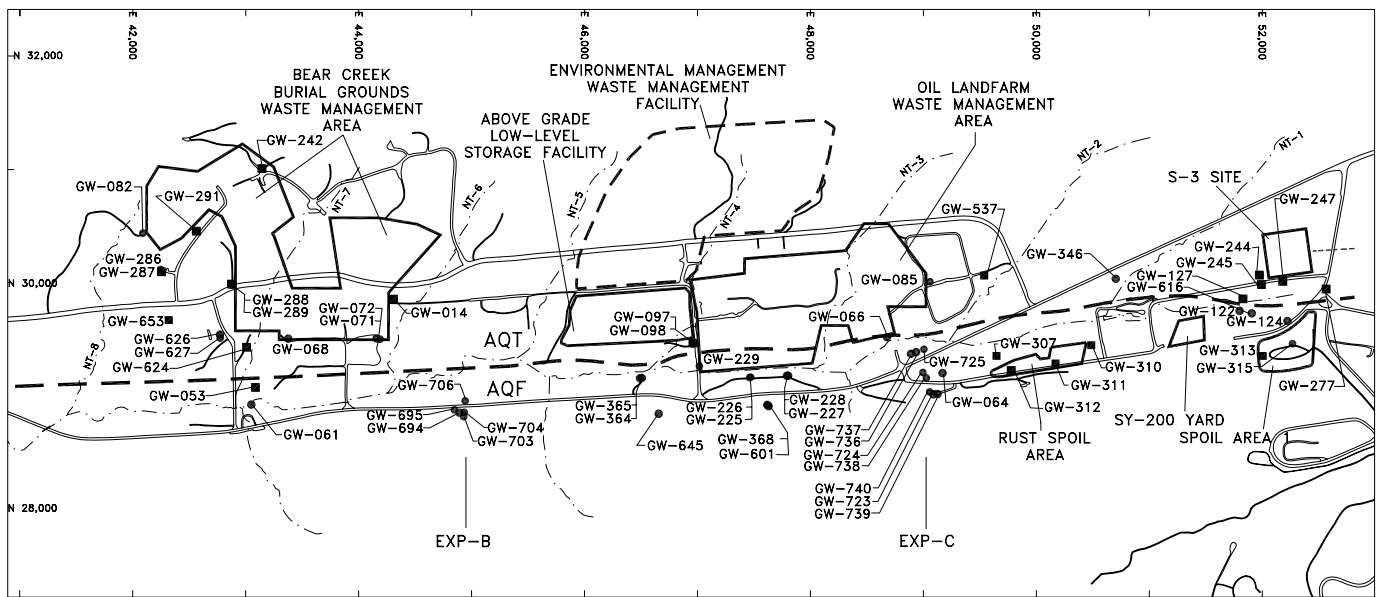 42,000
44,000
46,000
48,000
50,000
52,000
N 32,000
BEAR CREEK
BURIAL GROUNDS
WASTE MANAGEMENT
AREA
ENVIRONMENTAL MANAGEMENT
WASTE MANAGEMENT
FACILITY
OIL LANDFARM
WASTE MANAGEMENT
AREA
ABOVE GRADE
LOW-LEVEL
STORAGE FACILITY
GW-242
GW-082
GW-291
NT-7
NT-6
NT-5
NT-4
NT-3
NT-2
NT-1
S-3 SITE
GW-247
GW-537
GW-346
GW-244
GW-245
GW-127
GW-616
GW-122
GW-124
GW-286
GW-287
N 30,000
GW-288
GW-289
GW-072
GW-071
GW-014
GW-085
GW-653
GW-626
GW-627
GW-624
GW-068
AQT
GW-097
GW-098
GW-066
GW-307
GW-313
GW-315
NT-8
GW-053
GW-706
AQF
GW-229
GW-725
GW-310
GW-311
GW-277
GW-061
GW-695
GW-694
GW-704
GW-703
GW-365
GW-364
GW-645
GW-226
GW-225
GW-228
GW-227
GW-368
GW-601
GW-737
GW-736
GW-724
GW-738
GW-064
GW-312
RUST SPOIL
AREA
SY-200 YARD
SPOIL AREA
GW-740
GW-723
GW-739
N 28,000
EXP-B
EXP-C